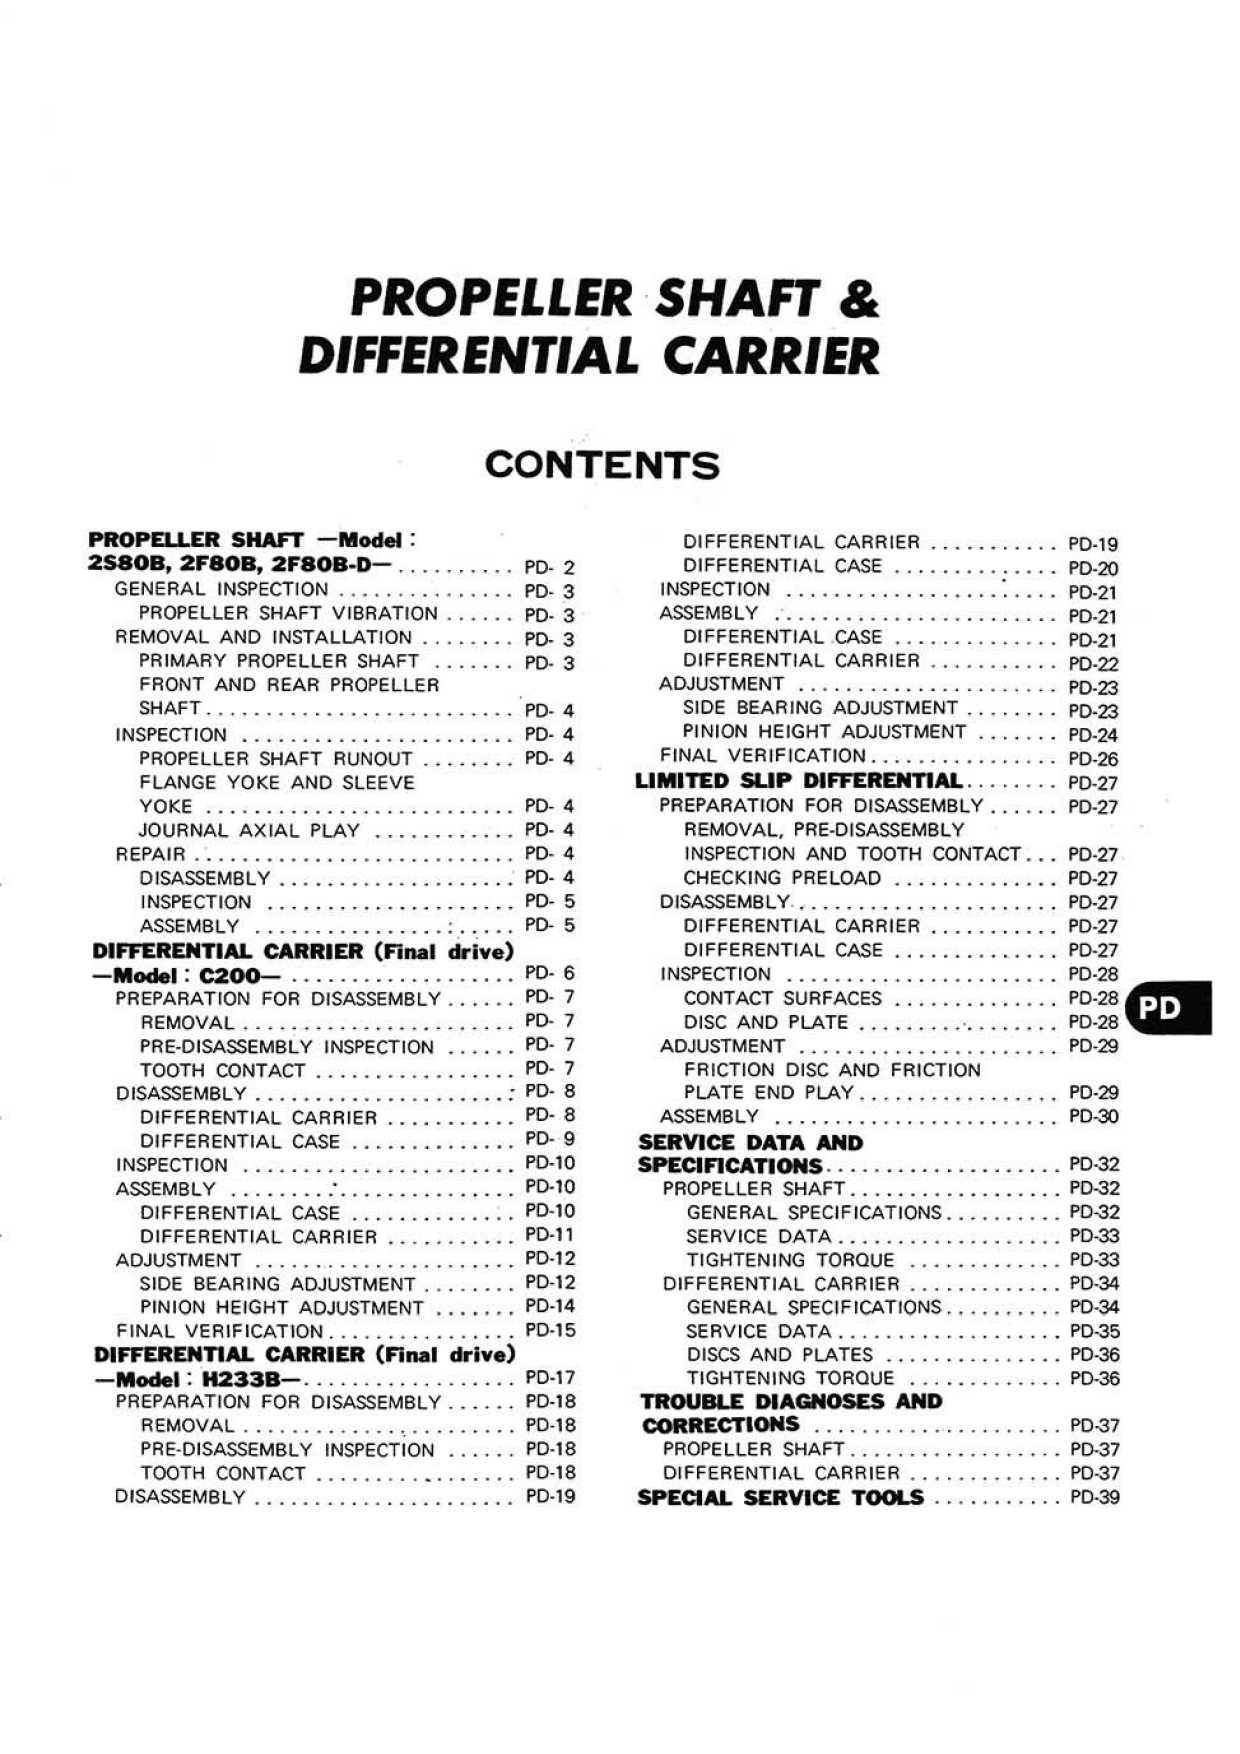 PROPELLER SHAFT &
DIFFERENTIAL CARRIER
CONTENTS
PROPELLER SHAFT —Model :
2S80B, 2F80B, 2F80B-D— .......... PD- 2
GENERAL INSPECTION ............... PD- 3
PROPELLER SHAFT VIBRATION ...... PD- 3
REMOVAL AND INSTALLATION ........ PD- 3
PRIMARY PROPELLER SHAFT ....... PD- 3
FRONT AND REAR PROPELLER
SHAFT .......................... PD- 4
INSPECTION ....................... PD- 4
PROPELLER SHAFT RUNOUT ........ PD- 4
FLANGE YOKE AND SLEEVE
YOKE .......................... PD- 4
JOURNAL AXIAL PLAY ............ PD- 4
REPAIR ........................... PD- 4
DISASSEMBLY .................... PD- 4
INSPECTION ..................... PD- 5
ASSEMBLY ...................... PD- 5
DIFFERENTIAL CARRIER (Final drive)
—Model : C200— ................... PD- 6
PREPARATION FOR DISASSEMBLY ...... PD- 7
REMOVAL ....................... PD- 7
PRE-DISASSEMBLY INSPECTION ...... PD- 7
TOOTH CONTACT ................. PD- 7
DISASSEMBLY ...................... PD- 8
DIFFERENTIAL CARRIER ........... PD- 8
DIFFERENTIAL CASE .............. PD- 9
INSPECTION ....................... PD-10
ASSEMBLY ........................ PD-10
DIFFERENTIAL CASE .............. PD-10
DIFFERENTIAL CARRIER ........... PD-11
ADJUSTMENT ...................... PD-12
SIDE BEARING ADJUSTMENT ........ PD-12
PINION HEIGHT ADJUSTMENT ....... PD-14
FINAL VERIFICATION ................ PD-15
DIFFERENTIAL CARRIER (Final drive)
—Model : H233B— .................. PD-17
PREPARATION FOR DISASSEMBLY ...... PD-18
REMOVAL ........................ PD-18
PRE-DISASSEMBLY INSPECTION ...... PD-18
TOOTH CONTACT ................. PD-18
DISASSEMBLY ...................... PD-19
DIFFERENTIAL CARRIER ........... PD-19
DIFFERENTIAL CASE .............. PD-20
INSPECTION ....................... PD-21
ASSEMBLY ........................ PD-21
DIFFERENTIAL CASE .............. PD-21
DIFFERENTIAL CARRIER ........... PD-22
ADJUSTMENT ...................... PD-23
SIDE BEARING ADJUSTMENT ........ PD-23
PINION HEIGHT ADJUSTMENT ....... PD-24
FINAL VERIFICATION ................ PD-26
LIMITED SLIP DIFFERENTIAL ........ PD-27
PREPARATION FOR DISASSEMBLY ...... PD-27
REMOVAL, PRE-DISASSEMBLY
INSPECTION AND TOOTH CONTACT ... PD-27
CHECKING PRELOAD .............. PD-27
DISASSEMBLY ...................... PD-27
DIFFERENTIAL CARRIER ........... PD-27
DIFFERENTIAL CASE .............. PD-27
INSPECTION ....................... PD-28
CONTACT SURFACES .............. PD-28
DISC AND PLATE ................. PD-28
ADJUSTMENT ...................... PD-29
FRICTION DISC AND FRICTION
PLATE END PLAY ................. PD-29
ASSEMBLY ........................ PD-30
SERVICE DATA AND
SPECIFICATIONS .................... PD-32
PROPELLER SHAFT .................. PD-32
GENERAL SPECIFICATIONS .......... PD-32
SERVICE DATA ................... PD-33
TIGHTENING TORQUE ............. PD-33
DIFFERENTIAL CARRIER ............. PD-34
GENERAL SPECIFICATIONS .......... PD-34
SERVICE DATA ................... PD-35
DISCS AND PLATES ............... PD-36
TIGHTENING TORQUE ............. PD-36
TROUBLE DIAGNOSES AND
CORRECTIONS ..................... PD-37
PROPELLER SHAFT .................. PD-37
DIFFERENTIAL CARRIER ............. PD-37
SPECIAL SERVICE TOOLS ........... PD-39
PD